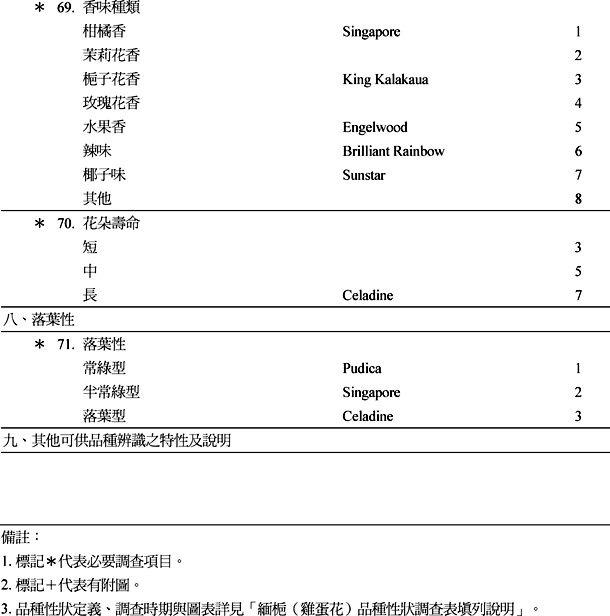 ＊ 69. 香味種類
柑橘香 Singapore 1
茉莉花香 2
梔子花香 King Kalakaua 3
玫瑰花香 4
水果香 Engelwood 5
辣味 Brilliant Rainbow 6
椰子味 Sunstar 7
其他 8
＊ 70. 花朵壽命
短 3
中 5
長 Celadine 7
八、落葉性
＊ 71. 落葉性
常綠型 Pudica 1
半常綠型 Singapore 2
落葉型 Celadine 3
九、其他可供品種辨識之特性及說明
備註：
1. 標記＊代表必要調查項目。
2. 標記＋代表有附圖。
3. 品種性狀定義、調查時期與圖表詳見「緬梔（雞蛋花）品種性狀調查表填列說明」。